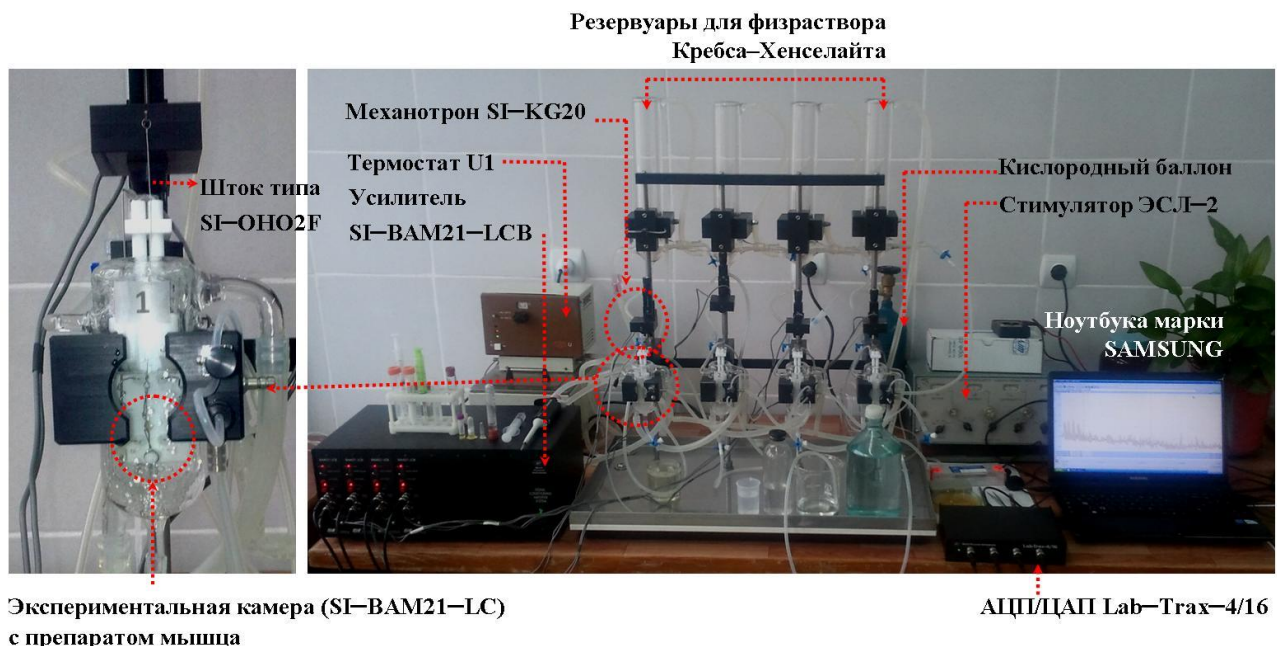 Резервуары для физраствора
Кребса–Хенселайта
Механотрон SI–KG20
Термостат U1
Усилитель
SI–BAM21–LCB
Шток типа
SI–OHO2F
1
Кислородный баллон
Стимулятор ЭСЛ–2
Ноутбука марки
SAMSUNG
Экспериментальная камера (SI–BAM21–LC)
с препаратом мышца
АЦП/ЦАП Lab–Trax–4/16